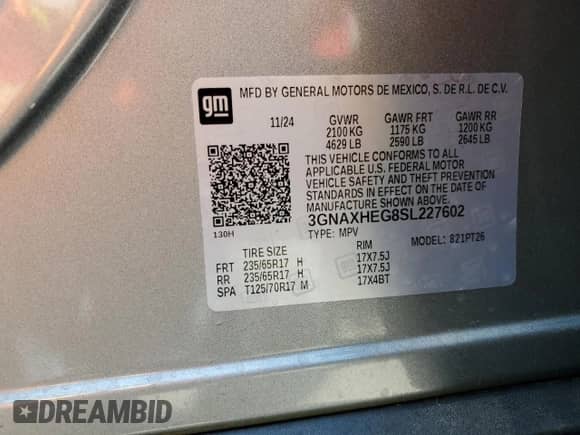 gm
MFD BY GENERAL MOTORS DE MEXICO, S. DE R.L. DE C.V.
11/24 GVWR GAWR FRT GAWR RR
2100 KG 1175 KG 1200 KG
4629 LB 2590 LB 2645 LB
THIS VEHICLE CONFORMS TO ALL
APPLICABLE U.S. FEDERAL MOTOR
VEHICLE SAFETY AND THEFT PREVENTION
STANDARDS IN EFFECT ON THE DATE OF
MANUFACTURE SHOWN ABOVE.
3GNAXHEG8SL227602
130H TYPE: MPV MODEL: 821PT26
TIRE SIZE RIM
FRT 235/65R17 H 17X7.5J
RR 235/65R17 H 17X7.5J
SPA T125/70R17 M 17X4BT
DREAMBID